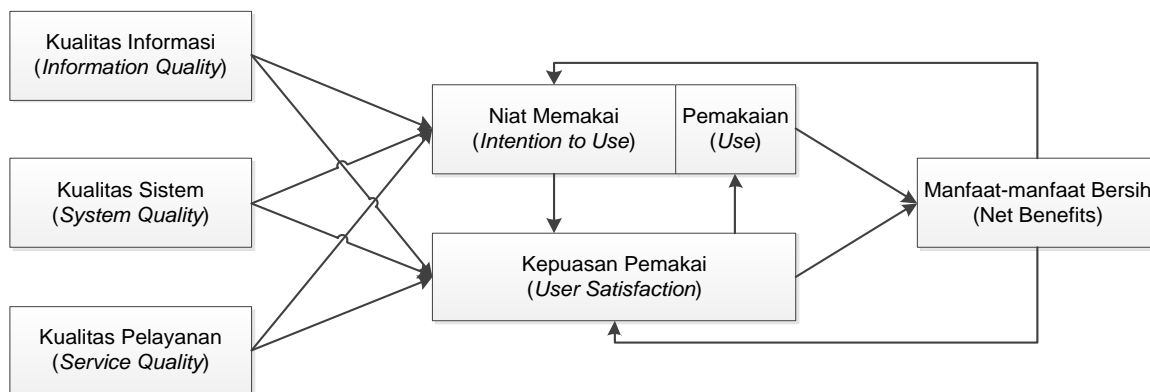 Kualitas Informasi
(Information Quality)
Niat Memakai
(Intention to Use)
Pemakaian
(Use)
Kualitas Sistem
(System Quality)
Manfaat-manfaat Bersih
(Net Benefits)
Kepuasan Pemakai
(User Satisfaction)
Kualitas Pelayanan
(Service Quality)